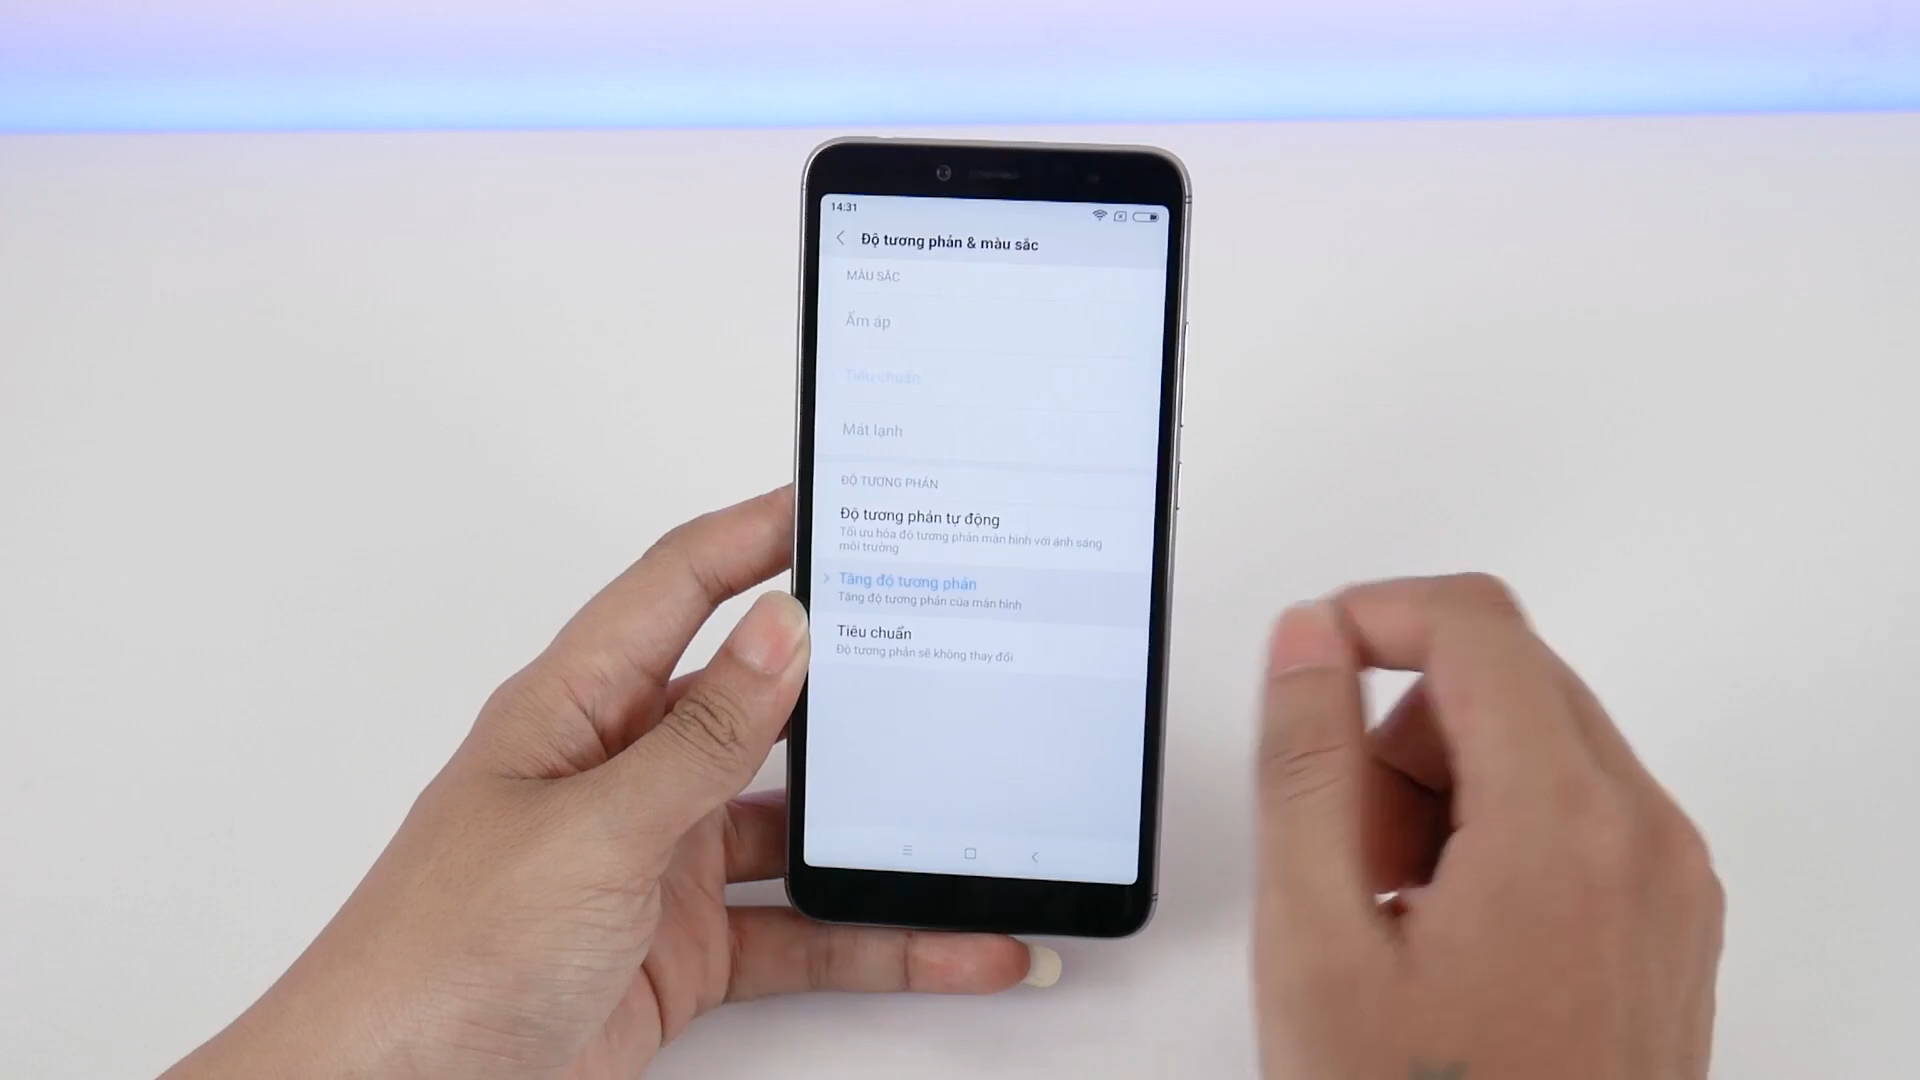 14:31
Độ tương phản & màu sắc
MÀU SẮC
Ấm áp
Tiêu chuẩn
Mát lạnh
ĐỘ TƯƠNG PHẢN
Độ tương phản tự động
Tối ưu hóa độ tương phản màn hình với ánh sáng
môi trường
Tăng độ tương phản
Tăng độ tương phản của màn hình
Tiêu chuẩn
Độ tương phản sẽ không thay đổi